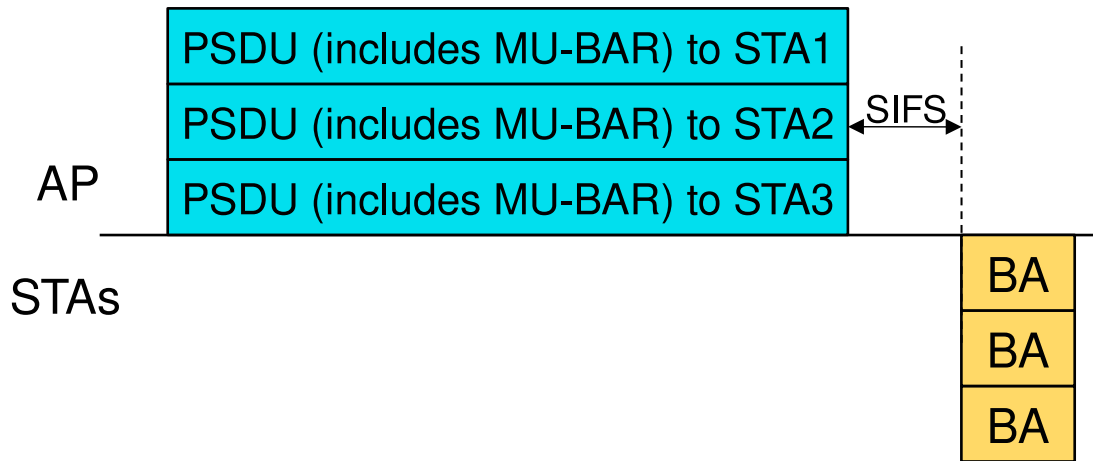 PSDU (includes MU-BAR) to STA1
PSDU (includes MU-BAR) to STA2
SIFS
PSDU (includes MU-BAR) to STA3
AP
STAs
BA
BA
BA